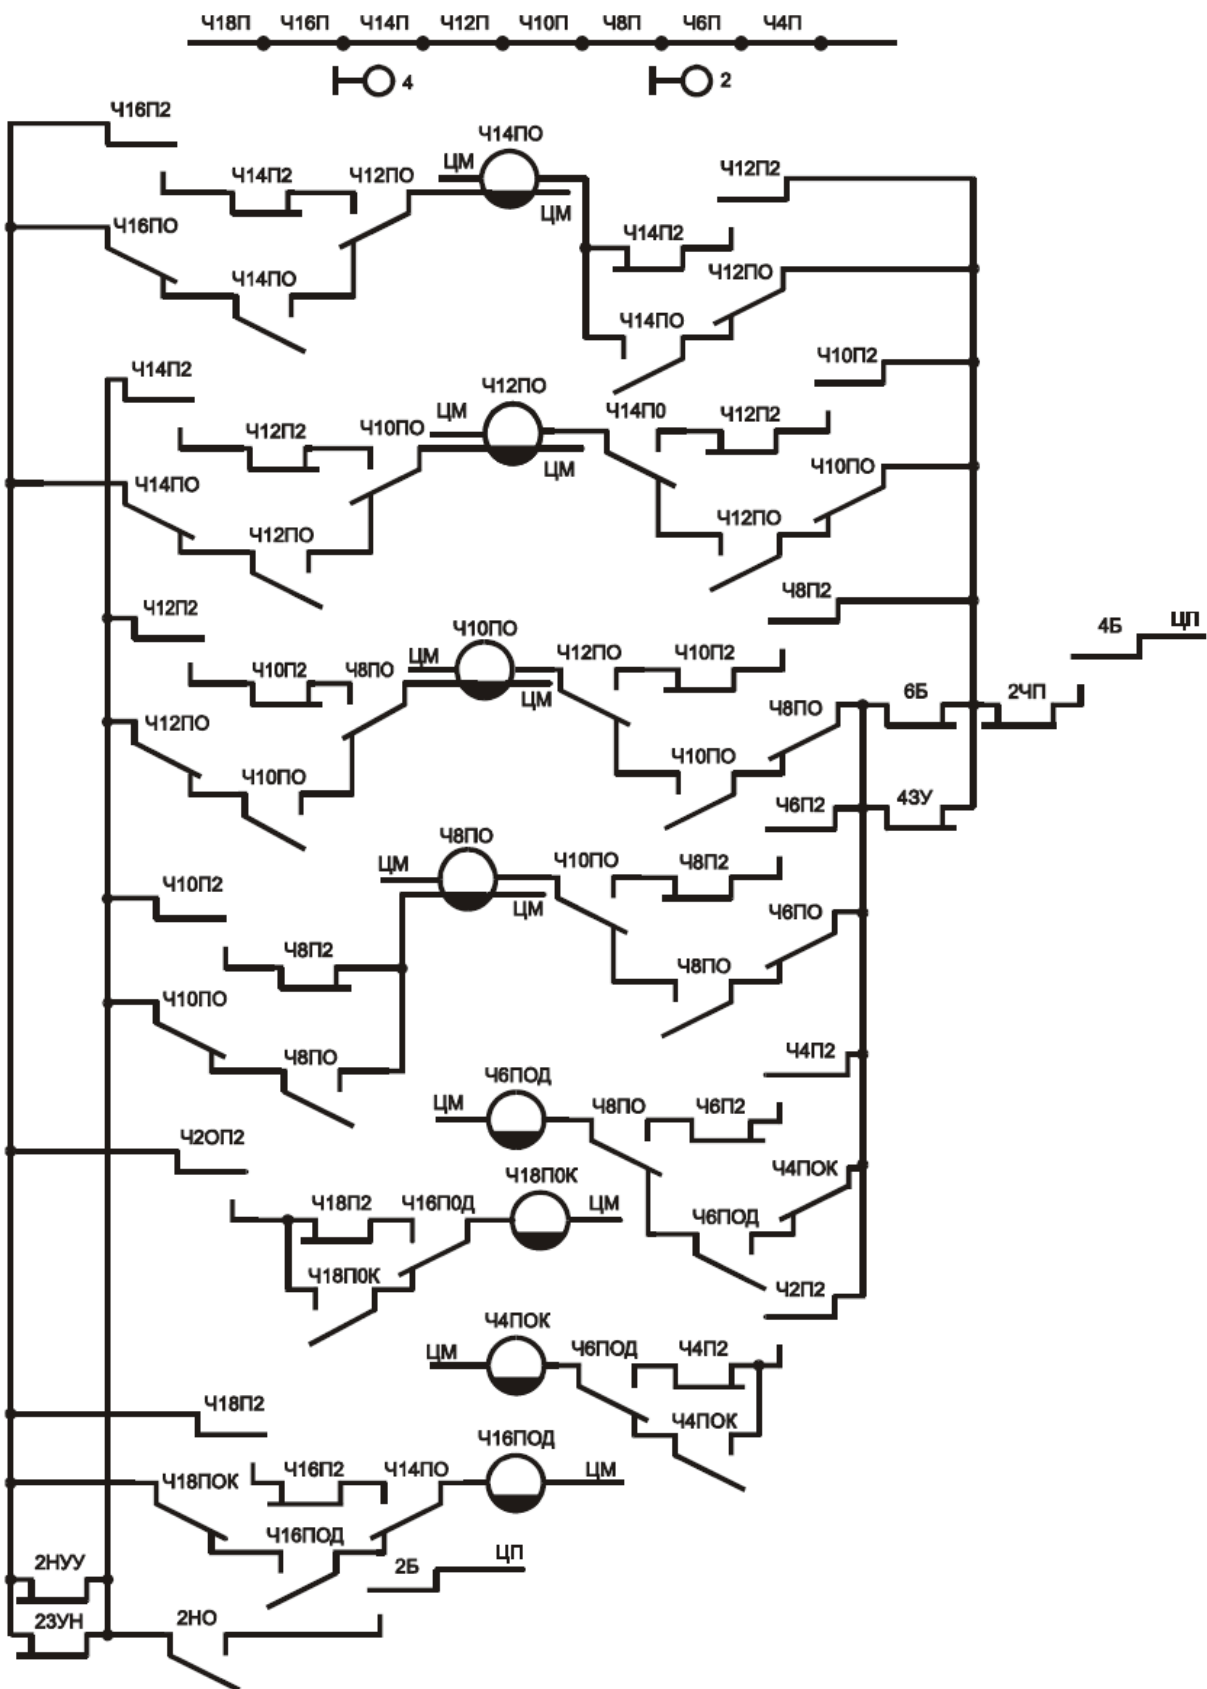 Ч18П Ч16П Ч14П Ч12П Ч10П Ч8П Ч6П Ч4П
4 2
Ч16П2
Ч14ПО
ЦМ
Ч14П2 Ч12ПО Ч12П2
ЦМ
Ч16ПО Ч14П2
Ч14ПО Ч12ПО
Ч14ПО
Ч14П2 Ч10П2
Ч12ПО
ЦМ Ч14П0 Ч12П2
Ч12П2 Ч10ПО
ЦМ Ч10ПО
Ч14ПО
Ч12ПО Ч12ПО
Ч12П2 Ч8П2
Ч10ПО 4Б ЦП
ЦМ Ч12ПО Ч10П2
Ч10П2 Ч8ПО
ЦМ Ч8ПО 6Б 2ЧП
Ч12ПО
Ч10ПО Ч10ПО
Ч6П2 4ЗУ
Ч8ПО
ЦМ Ч10ПО Ч8П2
Ч10П2
ЦМ Ч6ПО
Ч8П2
Ч8ПО
Ч10ПО
Ч8ПО Ч4П2
Ч6ПОД
ЦМ Ч8ПО Ч6П2
Ч2ОП2
Ч18П0К Ч4ПОК
Ч18П2 Ч16П0Д ЦМ
Ч6ПОД
Ч18П0К
Ч2П2
Ч4ПОК
ЦМ Ч6ПОД Ч4П2
Ч18П2
Ч4ПОК
Ч16ПОД
Ч18ПОК Ч16П2 Ч14ПО ЦМ
Ч16ПОД
2НУУ 2Б ЦП
2ЗУН 2НО